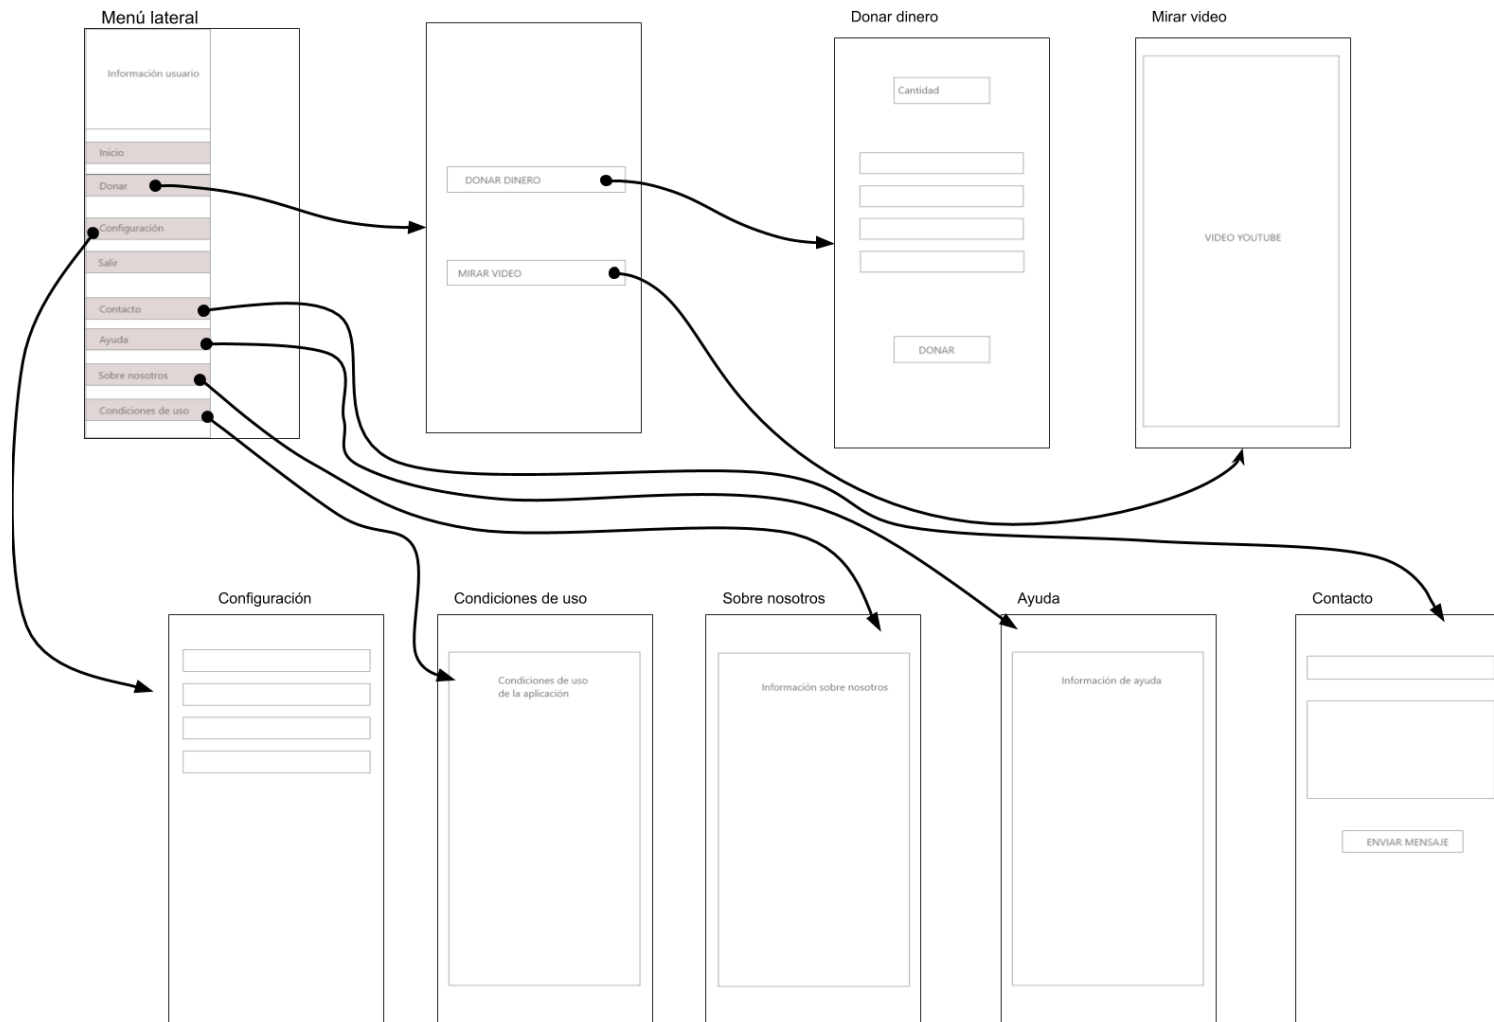 Menú lateral
Información usuario
Inicio
Donar
Configuración
Salir
Contacto
Ayuda
Sobre nosotros
Condiciones de uso
DONAR DINERO
MIRAR VIDEO
Donar dinero
Cantidad
DONAR
Mirar video
VIDEO YOUTUBE
Configuración
Condiciones de uso
Condiciones de uso
de la aplicación
Sobre nosotros
Información sobre nosotros
Ayuda
Información de ayuda
Contacto
ENVIAR MENSAJE